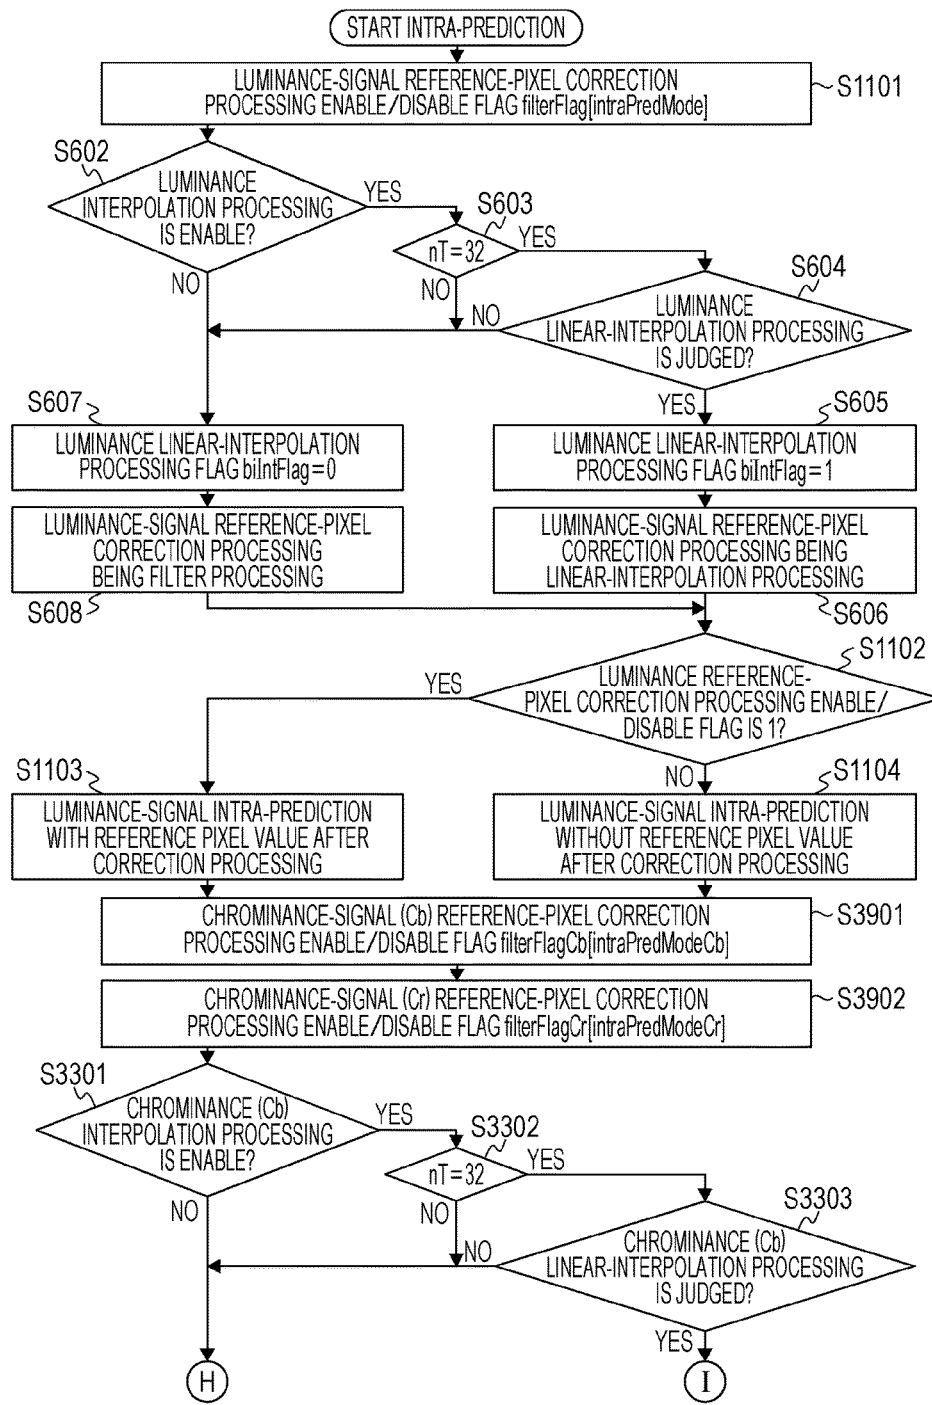 START INTRA-PREDICTION
LUMINANCE-SIGNAL REFERENCE-PIXEL CORRECTION
PROCESSING ENABLE/DISABLE FLAG filterFlag[intraPredMode]
S1101
S602
LUMINANCE
INTERPOLATION PROCESSING
IS ENABLE?
YES
NO
S603
nT=32
YES
NO
S604
LUMINANCE
LINEAR-INTERPOLATION PROCESSING
IS JUDGED?
NO
YES
S607
LUMINANCE LINEAR-INTERPOLATION
PROCESSING FLAG biIntFlag=0
S605
LUMINANCE LINEAR-INTERPOLATION
PROCESSING FLAG biIntFlag=1
LUMINANCE-SIGNAL REFERENCE-PIXEL
CORRECTION PROCESSING
BEING FILTER PROCESSING
S608
LUMINANCE-SIGNAL REFERENCE-PIXEL
CORRECTION PROCESSING BEING
LINEAR-INTERPOLATION PROCESSING
S606
S1102
LUMINANCE REFERENCE-
PIXEL CORRECTION PROCESSING ENABLE/
DISABLE FLAG IS 1?
YES
NO
S1103
LUMINANCE-SIGNAL INTRA-PREDICTION
WITH REFERENCE PIXEL VALUE AFTER
CORRECTION PROCESSING
S1104
LUMINANCE-SIGNAL INTRA-PREDICTION
WITHOUT REFERENCE PIXEL VALUE
AFTER CORRECTION PROCESSING
CHROMINANCE-SIGNAL (Cb) REFERENCE-PIXEL CORRECTION
PROCESSING ENABLE/DISABLE FLAG filterFlagCb[intraPredModeCb]
S3901
CHROMINANCE-SIGNAL (Cr) REFERENCE-PIXEL CORRECTION
PROCESSING ENABLE/DISABLE FLAG filterFlagCr[intraPredModeCr]
S3902
S3301
CHROMINANCE (Cb)
INTERPOLATION PROCESSING
IS ENABLE?
YES
NO
S3302
nT=32
YES
NO
S3303
CHROMINANCE (Cb)
LINEAR-INTERPOLATION PROCESSING
IS JUDGED?
NO
YES
H
I